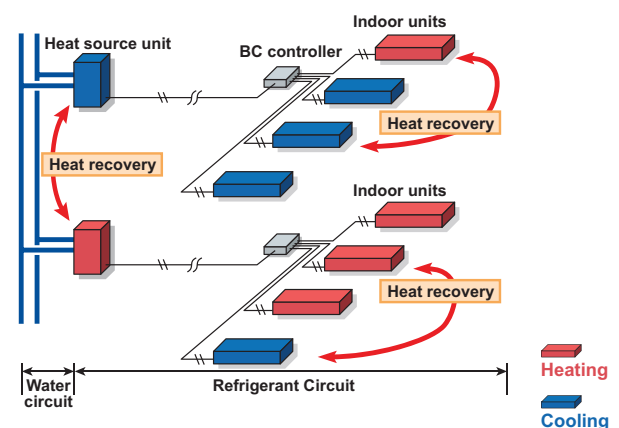 Indoor units
Heat source unit
BC controller
Heat recovery
Heat recovery
Indoor units
Heat recovery
Water
circuit
Refrigerant Circuit
Heating
Cooling